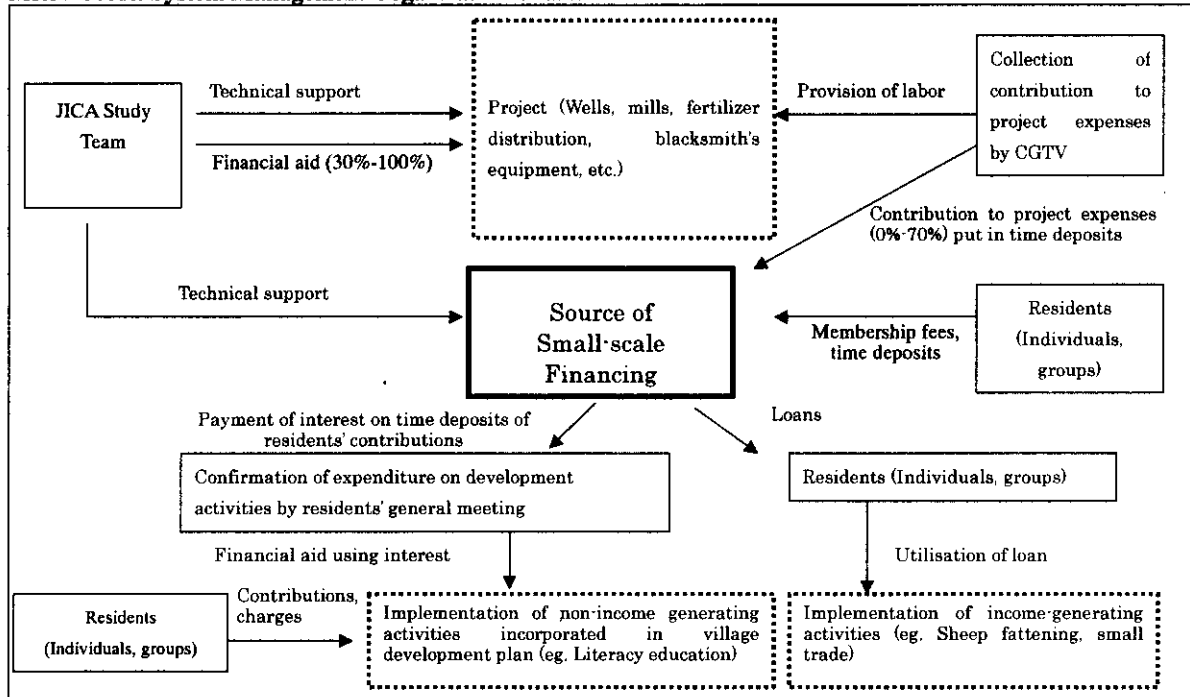 JICA Study
Team
Technical support
Financial aid (30%-100%)
Project (Wells, mills, fertilizer
distribution, blacksmith's
equipment, etc.)
Provision of labor
Collection of
contribution to
project expenses
by CGTV
Contribution to project expenses
(0%-70%) put in time deposits
Technical support
Source of
Small-scale
Financing
Membership fees,
time deposits
Residents
(Individuals,
groups)
Payment of interest on time deposits of
residents' contributions
Loans
Confirmation of expenditure on development
activities by residents' general meeting
Residents (Individuals, groups)
Financial aid using interest
Utilisation of loan
Residents
(Individuals, groups)
Contributions,
charges
Implementation of non-income generating
activities incorporated in village
development plan (eg. Literacy education)
Implementation of income-generating
activities (eg. Sheep fattening, small
trade)